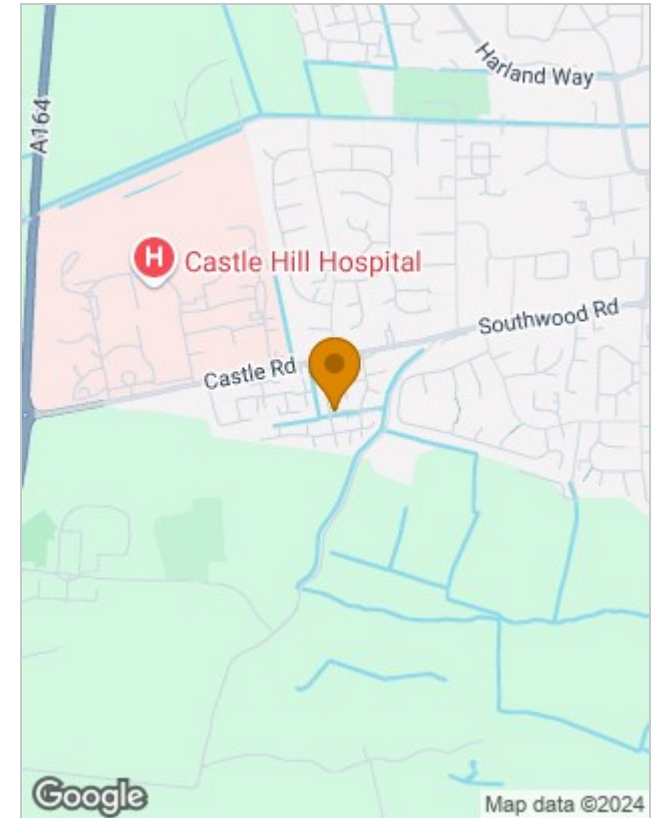 Harland Way
A164
H
Castle Hill Hospital
Southwood Rd
Castle Rd
Google
Map data ©2024